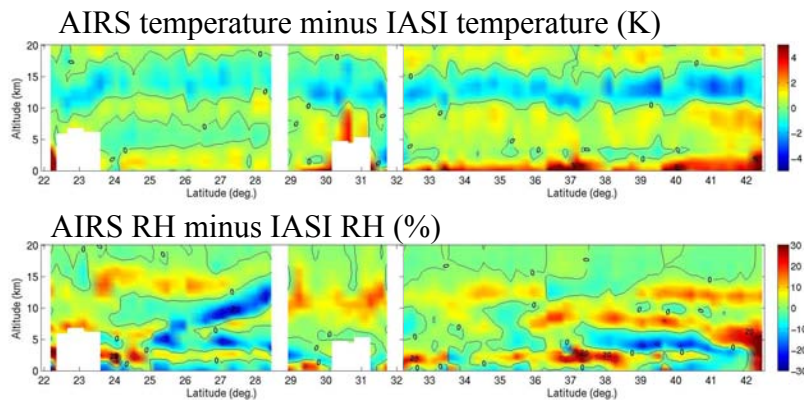 AIRS temperature minus IASI temperature (K)
20
15
10
5
0
Altitude (km)
22 23 24 25 26 27 28 29 30 31 32 33 34 35 36 37 38 39 40 41 42
Latitude (deg.) Latitude (deg.) Latitude (deg.)
4
2
0
-2
-4
AIRS RH minus IASI RH (%)
20
15
10
5
0
Altitude (km)
22 23 24 25 26 27 28 29 30 31 32 33 34 35 36 37 38 39 40 41 42
Latitude (deg.) Latitude (deg.) Latitude (deg.)
30
20
10
0
-10
-20
-30